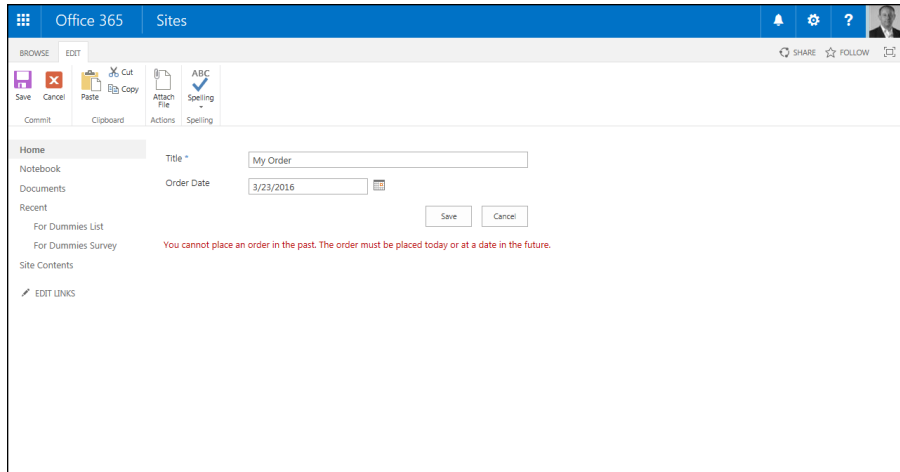 Office 365 Sites ?
BROWSE EDIT SHARE FOLLOW
Save Cancel Paste Cut Copy Attach File ABC Spelling
Commit Clipboard Actions Spelling
Home
Notebook
Documents
Recent
For Dummies List
For Dummies Survey
Site Contents
EDIT LINKS
Title * My Order
Order Date 3/23/2016
Save Cancel
You cannot place an order in the past. The order must be placed today or at a date in the future.